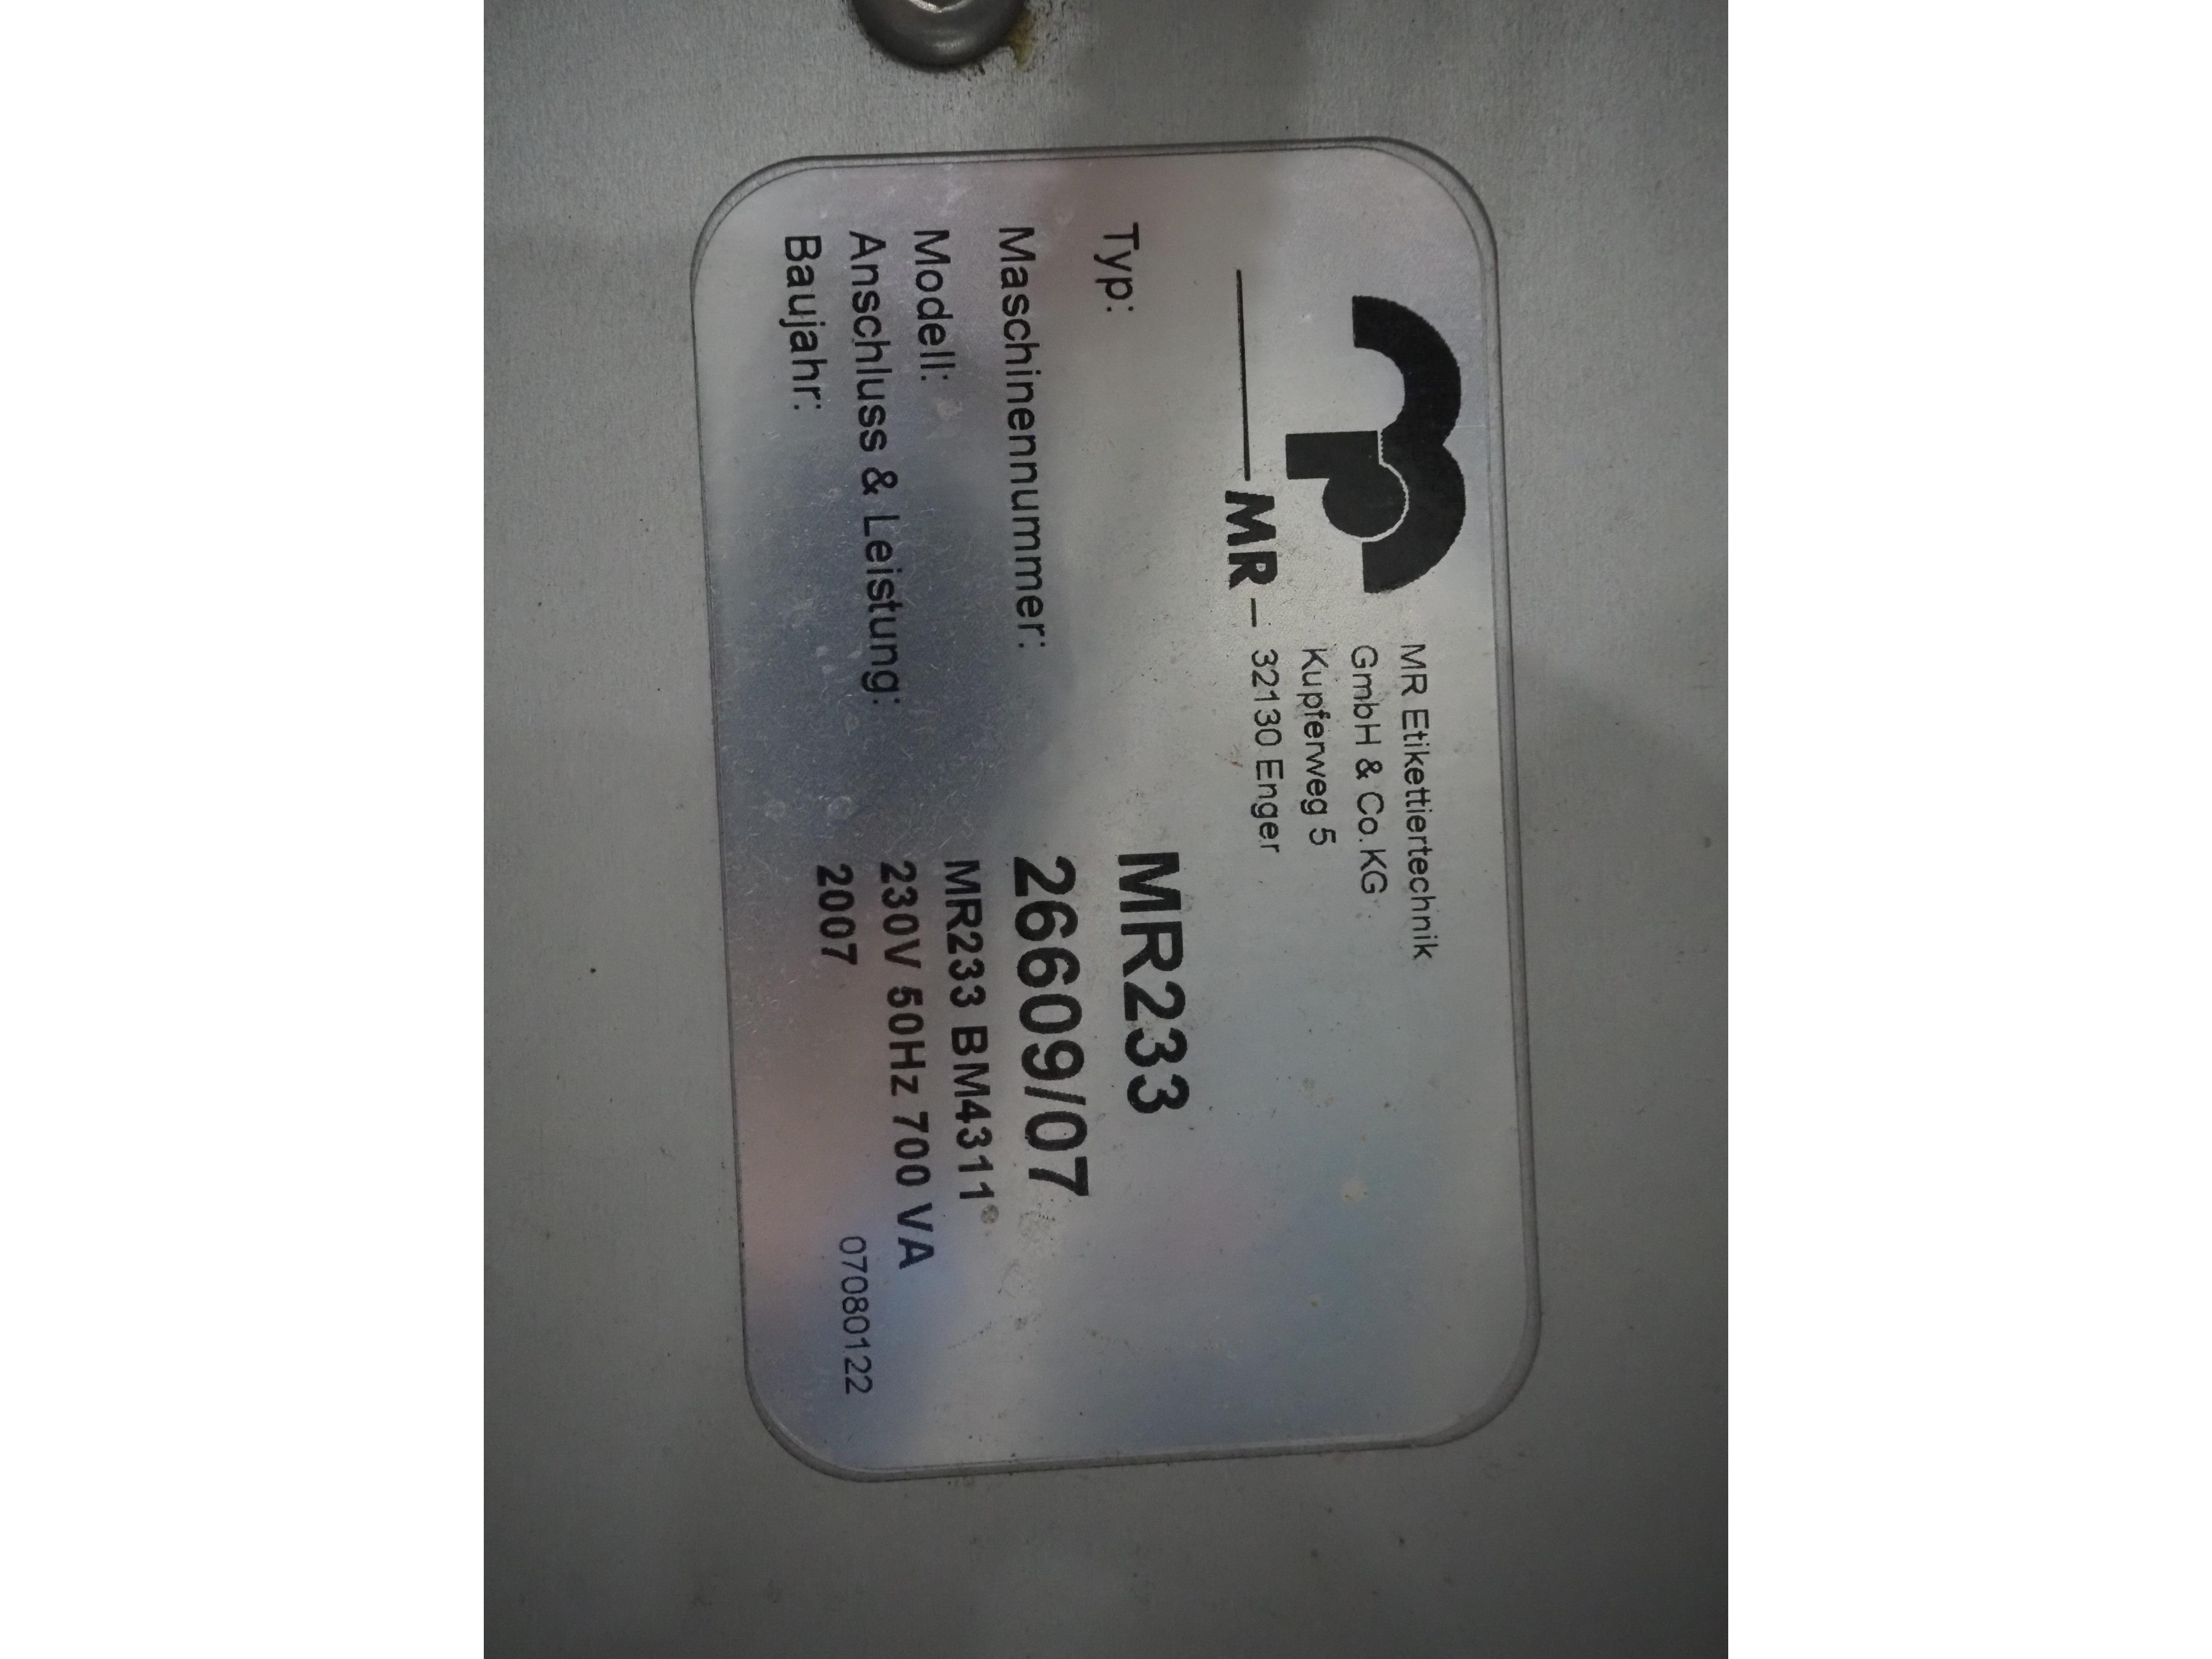 MR Etikettiertechnik
GmbH & Co.KG
Kupferweg 5
MR – 32130 Enger
Typ: MR233
Maschinennummer: 26609/07
Modell: MR233 BM4311
Anschluss & Leistung: 230V 50Hz 700 VA
Baujahr: 2007
07080122